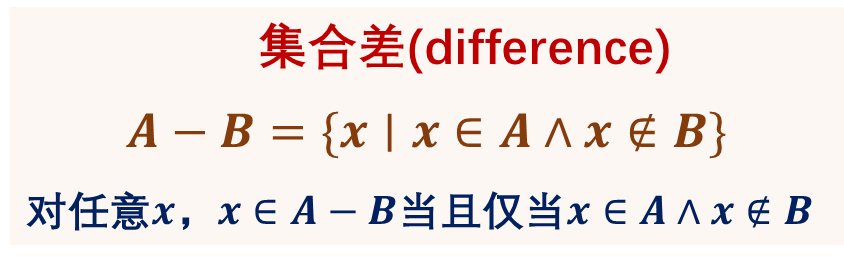 集合差(difference)
A − B = {x ∣ x ∈ A ∧ x ∉ B}
对任意x，x ∈ A − B当且仅当x ∈ A ∧ x ∉ B